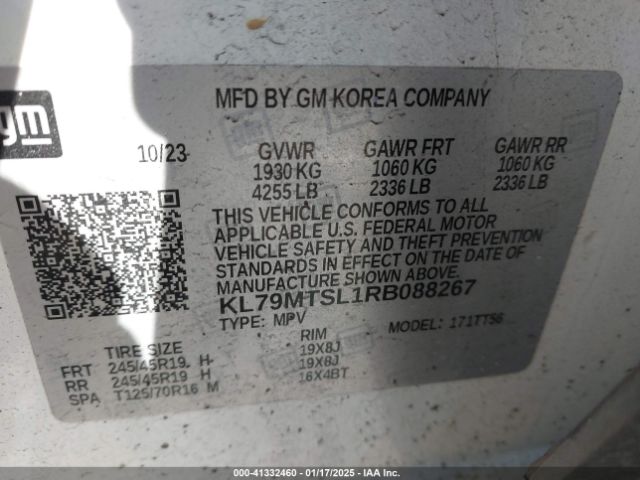 gm
MFD BY GM KOREA COMPANY
10/23 GVWR GAWR FRT GAWR RR
1930 KG 1060 KG 1060 KG
4255 LB 2336 LB 2336 LB
THIS VEHICLE CONFORMS TO ALL
APPLICABLE U.S. FEDERAL MOTOR
VEHICLE SAFETY AND THEFT PREVENTION
STANDARDS IN EFFECT ON THE DATE OF
MANUFACTURE SHOWN ABOVE.
KL79MTSL1RB088267
TYPE: MPV MODEL: 171TT56
TIRE SIZE RIM
FRT 245/45R19 H 19X8J
RR 245/45R19 H 19X8J
SPA T125/70R16 M 16X4BT
000-41332460 - 01/17/2025 - IAA Inc.